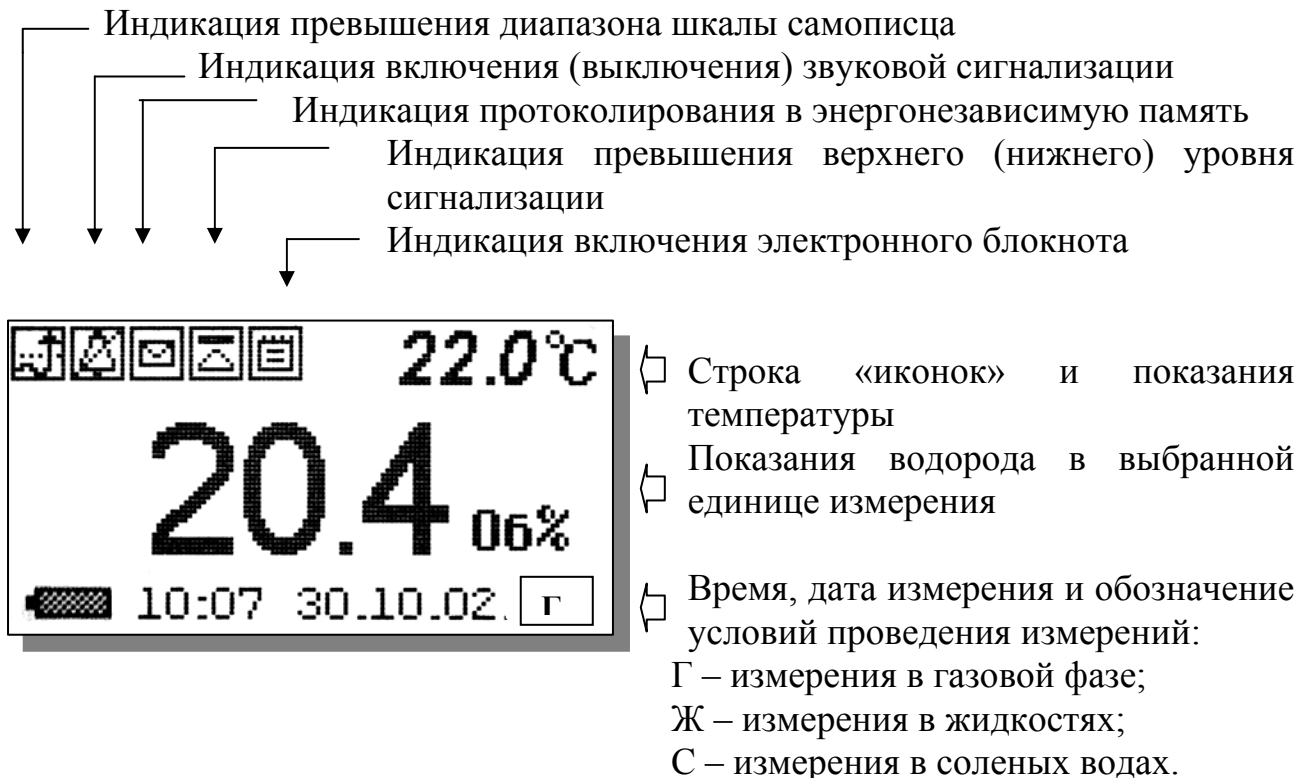 Индикация превышения диапазона шкалы самописца
Индикация включения (выключения) звуковой сигнализации
Индикация протоколирования в энергонезависимую память
Индикация превышения верхнего (нижнего) уровня
сигнализации
Индикация включения электронного блокнота
22.0°C
20.4 Об%
10:07 30.10.02. Г
Строка «иконок» и показания
температуры
Показания водорода в выбранной
единице измерения
Время, дата измерения и обозначение
условий проведения измерений:
Г – измерения в газовой фазе;
Ж – измерения в жидкостях;
С – измерения в соленых водах.